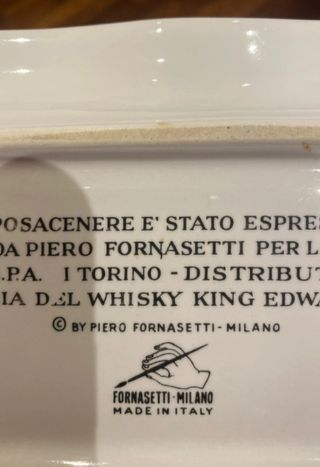 POSACENERE E' STATO ESPRES
DA PIERO FORNASETTI PER L
.P.A. I TORINO - DISTRIBUT
IA DEL WHISKY KING EDWA
© BY PIERO FORNASETTI - MILANO
FORNASETTI-MILANO
MADE IN ITALY